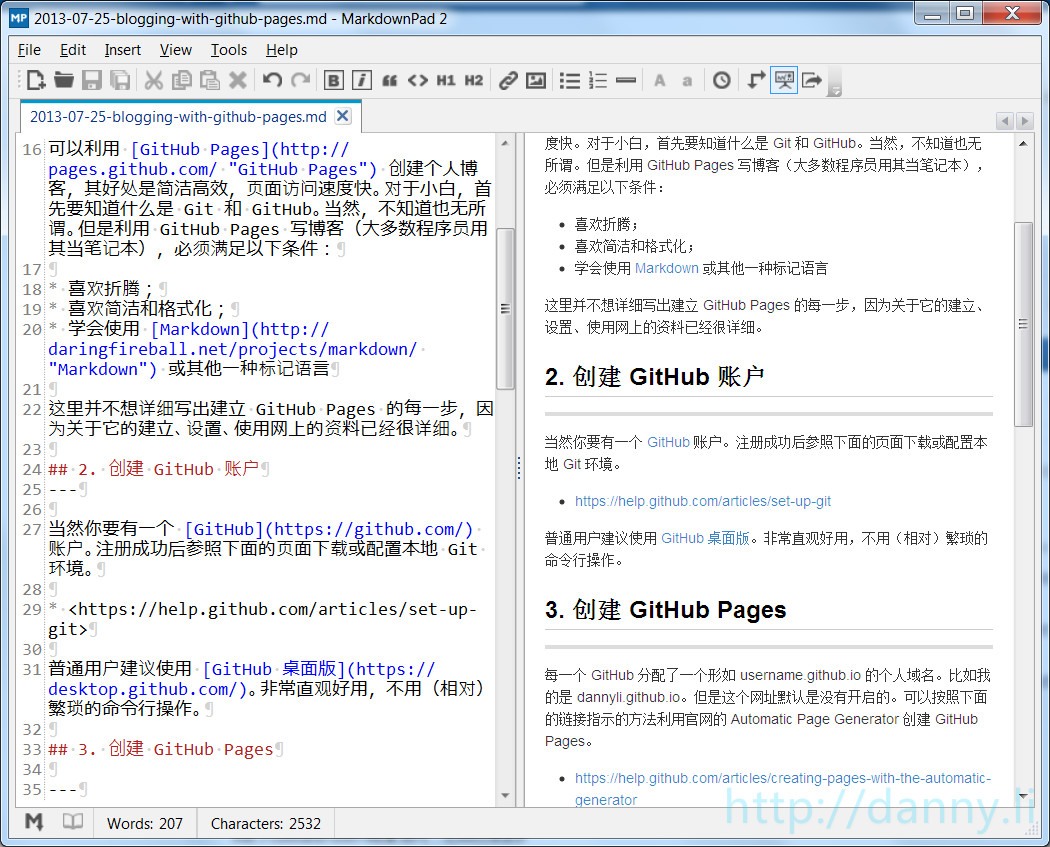 MP 2013-07-25-blogging-with-github-pages.md - MarkdownPad 2
File Edit Insert View Tools Help
B i “ <> H1 H2 A a
2013-07-25-blogging-with-github-pages.md
16 可以利用 [GitHub Pages](http://
pages.github.com/ "GitHub Pages") 创建个人博
客，其好处是简洁高效，页面访问速度快。对于小白，首
先要知道什么是 Git 和 GitHub。当然，不知道也无所
谓。但是利用 GitHub Pages 写博客（大多数程序员用
其当笔记本），必须满足以下条件：¶
17 ¶
18 * 喜欢折腾；¶
19 * 喜欢简洁和格式化；¶
20 * 学会使用 [Markdown](http://
daringfireball.net/projects/markdown/
"Markdown") 或其他一种标记语言¶
21 ¶
22 这里并不想详细写出建立 GitHub Pages 的每一步，因
为关于它的建立、设置、使用网上的资料已经很详细。¶
23 ¶
24 ## 2. 创建 GitHub 账户¶
25 ---¶
26 ¶
27 当然你要有一个 [GitHub](https://github.com/)
账户。注册成功后参照下面的页面下载或配置本地 Git
环境。¶
28 ¶
29 * <https://help.github.com/articles/set-up-
git>¶
30 ¶
31 普通用户建议使用 [GitHub 桌面版](https://
desktop.github.com/)。非常直观好用，不用（相对）
繁琐的命令行操作。¶
32 ¶
33 ## 3. 创建 GitHub Pages¶
34 ¶
35 ---¶
度快。对于小白，首先要知道什么是 Git 和 GitHub。当然，不知道也无
所谓。但是利用 GitHub Pages 写博客（大多数程序员用其当笔记本），
必须满足以下条件：
• 喜欢折腾；
• 喜欢简洁和格式化；
• 学会使用 Markdown 或其他一种标记语言
这里并不想详细写出建立 GitHub Pages 的每一步，因为关于它的建立、
设置、使用网上的资料已经很详细。
2. 创建 GitHub 账户
当然你要有一个 GitHub 账户。注册成功后参照下面的页面下载或配置本
地 Git 环境。
• https://help.github.com/articles/set-up-git
普通用户建议使用 GitHub 桌面版。非常直观好用，不用（相对）繁琐的
命令行操作。
3. 创建 GitHub Pages
每一个 GitHub 分配了一个形如 username.github.io 的个人域名。比如我
的是 dannyli.github.io。但是这个网址默认是没有开启的。可以按照下面
的链接指示的方法利用官网的 Automatic Page Generator 创建 GitHub
Pages。
• https://help.github.com/articles/creating-pages-with-the-automatic-
generator
http://danny.li
Words: 207 Characters: 2532